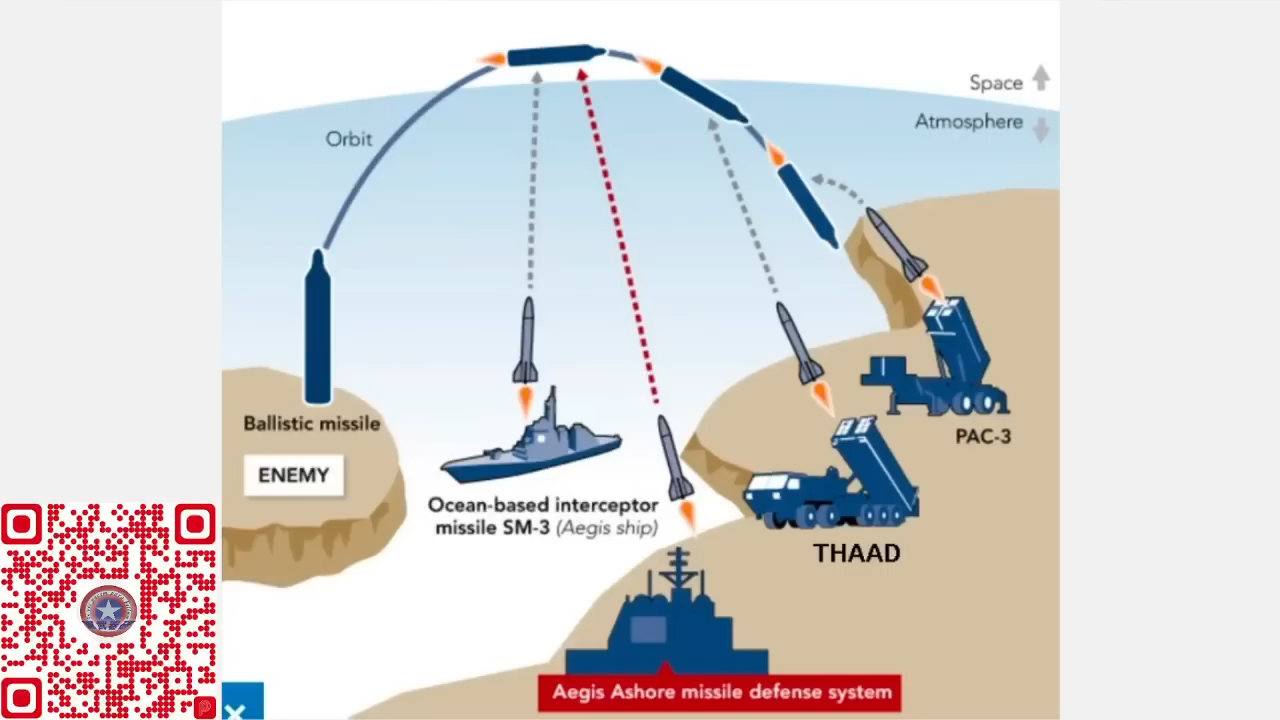 Space
Atmosphere
Orbit
Ballistic missile
ENEMY
Ocean-based interceptor
missile SM-3 (Aegis ship)
PAC-3
THAAD
Aegis Ashore missile defense system